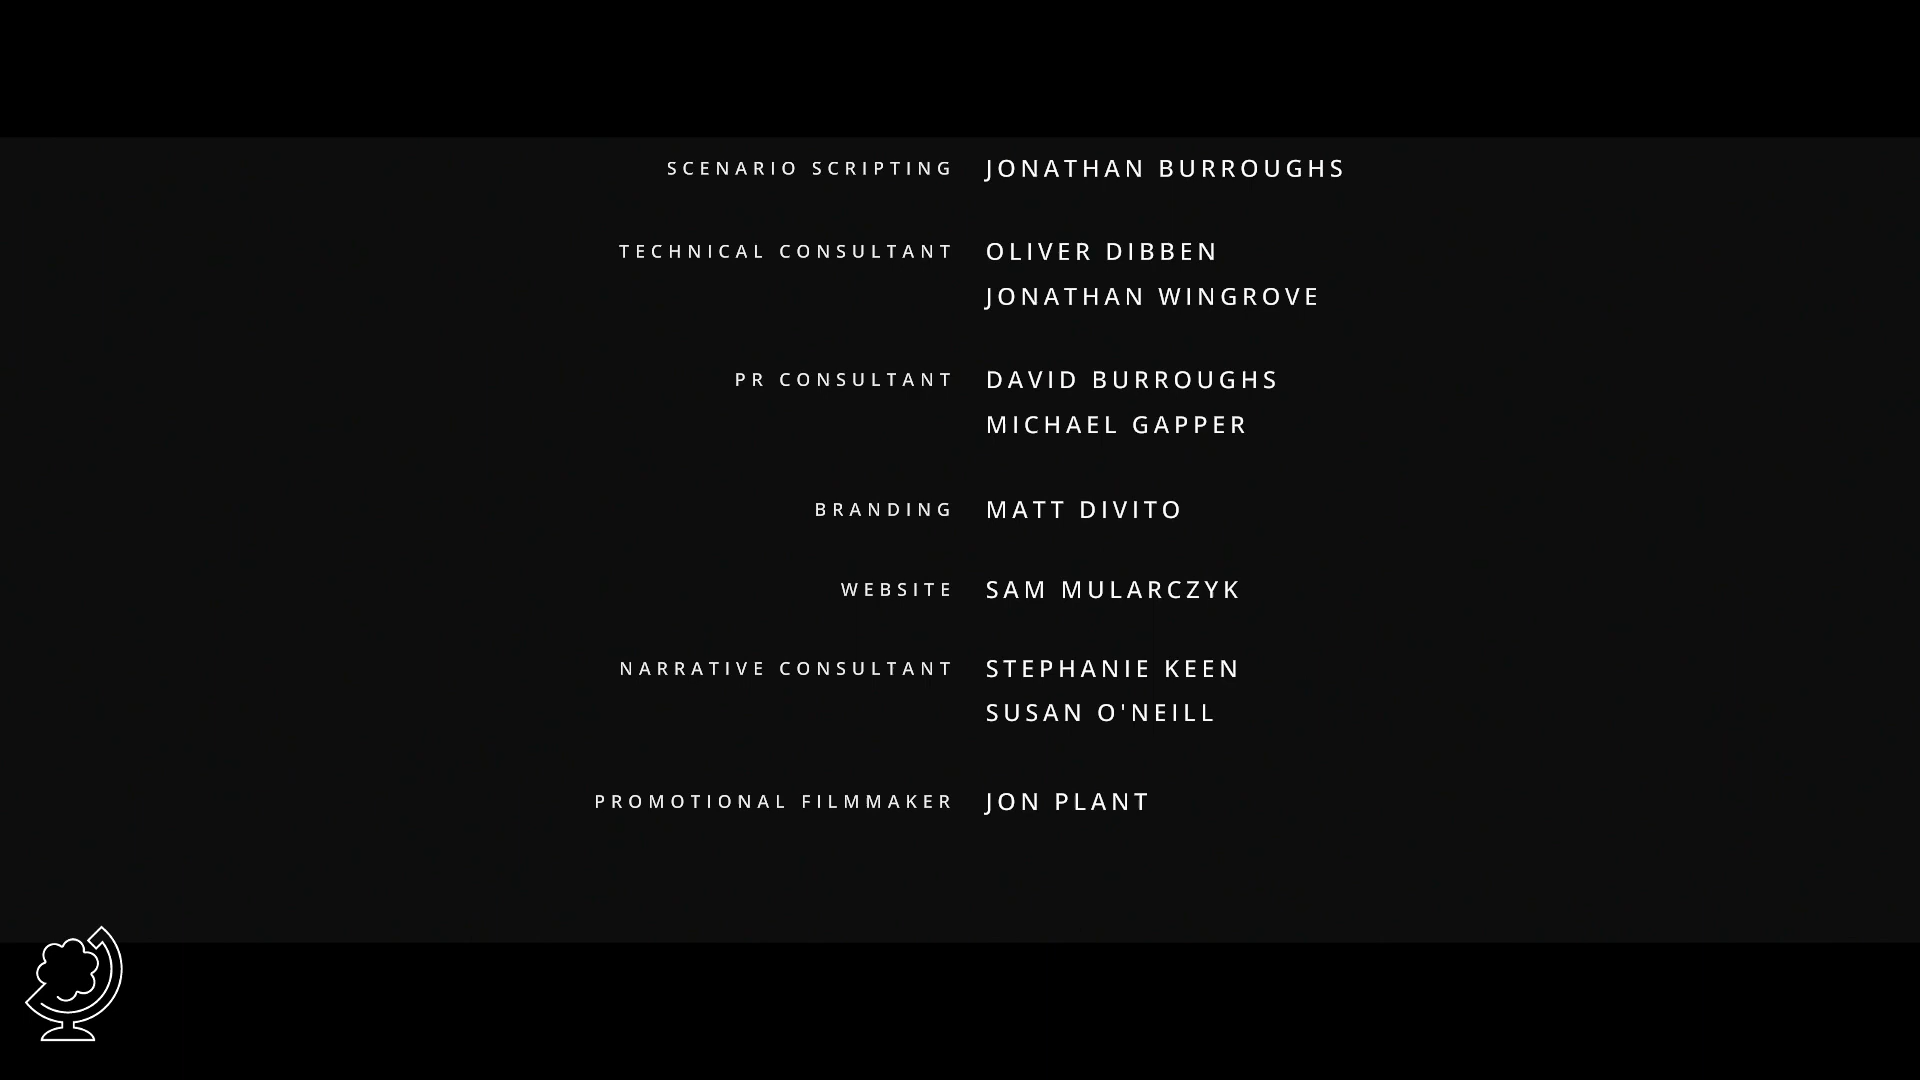 SCENARIO SCRIPTING JONATHAN BURROUGHS
TECHNICAL CONSULTANT OLIVER DIBBEN
JONATHAN WINGROVE
PR CONSULTANT DAVID BURROUGHS
MICHAEL GAPPER
BRANDING MATT DIVITO
WEBSITE SAM MULARCZYK
NARRATIVE CONSULTANT STEPHANIE KEEN
SUSAN O'NEILL
PROMOTIONAL FILMMAKER JON PLANT